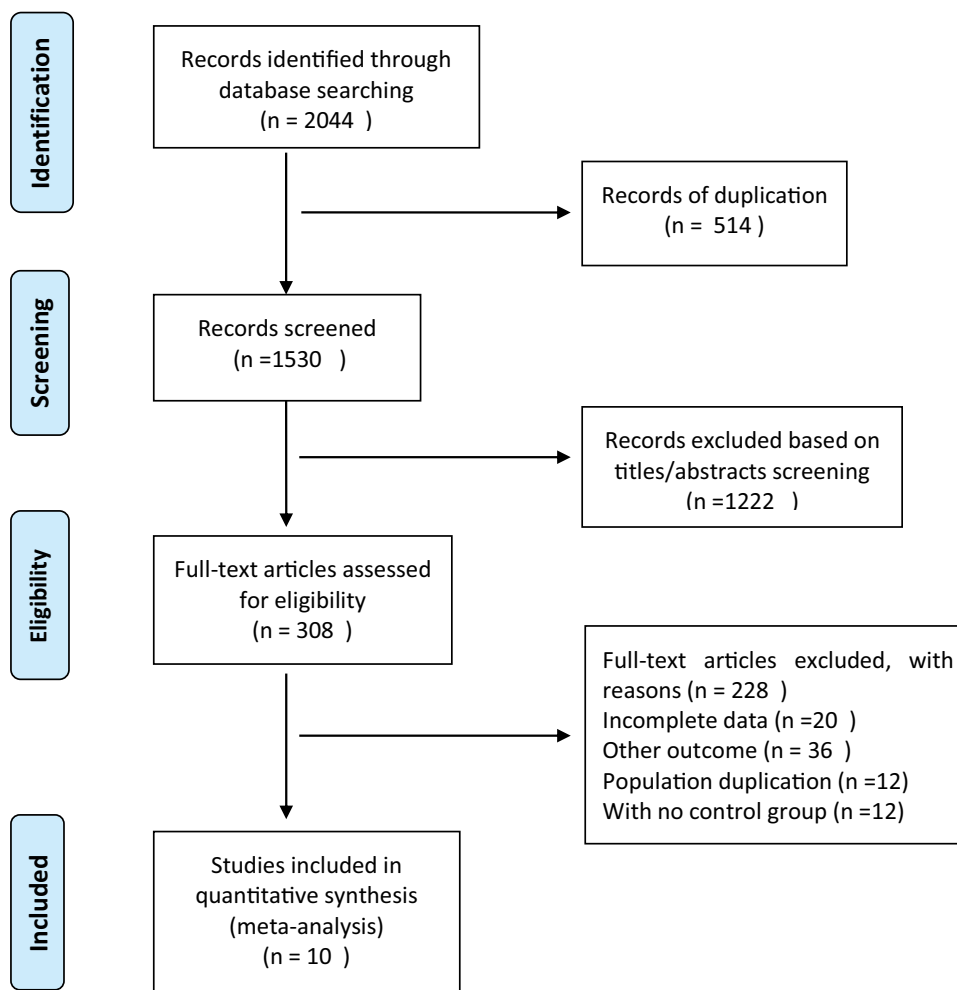 Identification
Records identified through
database searching
(n = 2044 )
Records of duplication
(n = 514 )
Screening
Records screened
(n =1530 )
Records excluded based on
titles/abstracts screening
(n =1222 )
Eligibility
Full-text articles assessed
for eligibility
(n = 308 )
Full-text articles excluded, with
reasons (n = 228 )
Incomplete data (n =20 )
Other outcome (n = 36 )
Population duplication (n =12)
With no control group (n =12)
Included
Studies included in
quantitative synthesis
(meta-analysis)
(n = 10 )